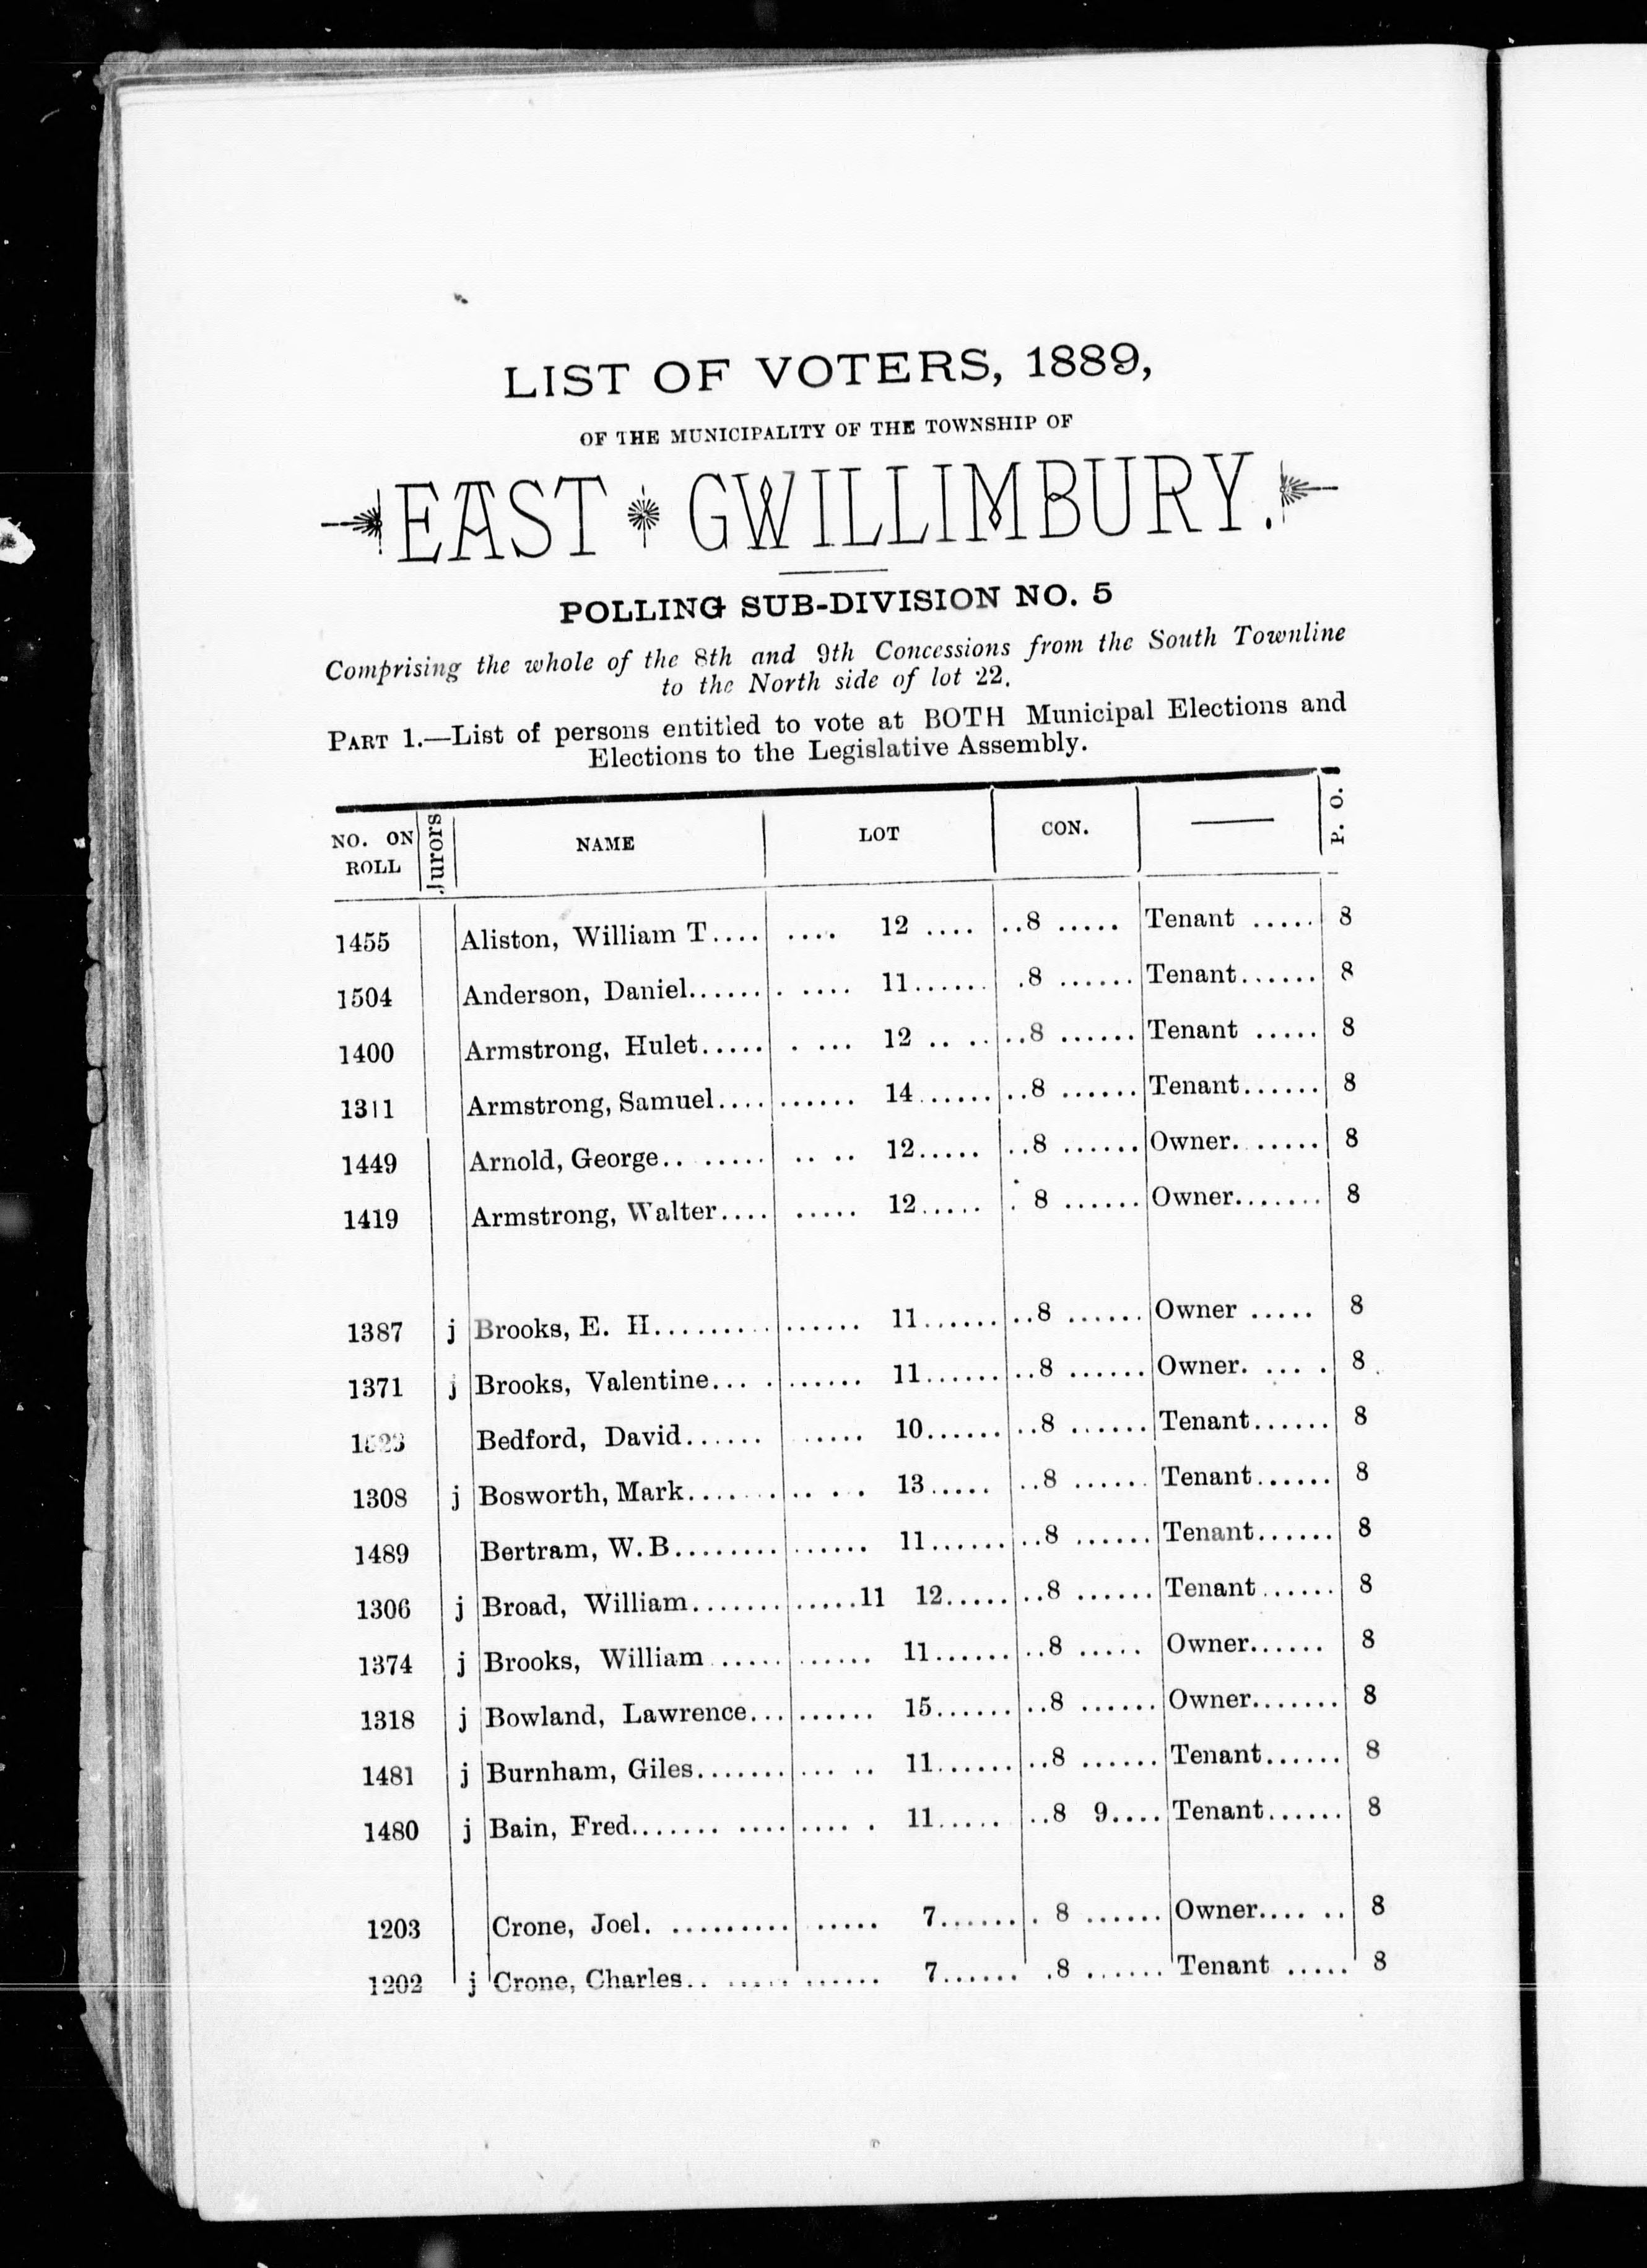 LIST OF VOTERS, 1889,
OF THE MUNICIPALITY OF THE TOWNSHIP OF
EAST GWILLIMBURY.
POLLING SUB-DIVISION NO. 5
Comprising the whole of the 8th and 9th Concessions from the South Townline
to the North side of lot 22.
PART 1.—List of persons entitled to vote at BOTH Municipal Elections and
Elections to the Legislative Assembly.
NO. ON ROLL Jurors NAME LOT CON. —— P. O.
1455 Aliston, William T.... .... 12 .... ..8 ..... Tenant ..... 8
1504 Anderson, Daniel...... . .... 11...... .8 ...... Tenant...... 8
1400 Armstrong, Hulet..... . ... 12 .. .. ..8 ...... Tenant ..... 8
1311 Armstrong, Samuel.... ...... 14...... ..8 ...... Tenant...... 8
1449 Arnold, George.. ..... .. .. 12..... ..8 ...... Owner. ...... 8
1419 Armstrong, Walter.... ..... 12..... . 8 ...... Owner....... 8
1387 j Brooks, E. H......... ...... 11...... ..8 ...... Owner ..... 8
1371 j Brooks, Valentine... . ...... 11...... ..8 ...... Owner. ... . 8
Bedford, David...... ..... 10...... ..8 ...... Tenant...... 8
1308 j Bosworth, Mark....... .. . . 13..... ..8 ...... Tenant...... 8
1489 Bertram, W. B........ ...... 11...... ..8 ...... Tenant...... 8
1306 j Broad, William....... .....11 12..... ..8 ...... Tenant...... 8
1374 j Brooks, William ..... ...... 11...... ..8 ..... Owner...... 8
1318 j Bowland, Lawrence... ...... 15...... ..8 ...... Owner....... 8
1481 j Burnham, Giles....... ... .. 11...... ..8 ...... Tenant...... 8
1480 j Bain, Fred....... .... .... . 11..... ..8 9.... Tenant...... 8
1203 Crone, Joel. ......... ..... 7...... . 8 ...... Owner.... .. 8
1202 j Crone, Charles.. ..... ...... 7...... .8 ...... Tenant ..... 8